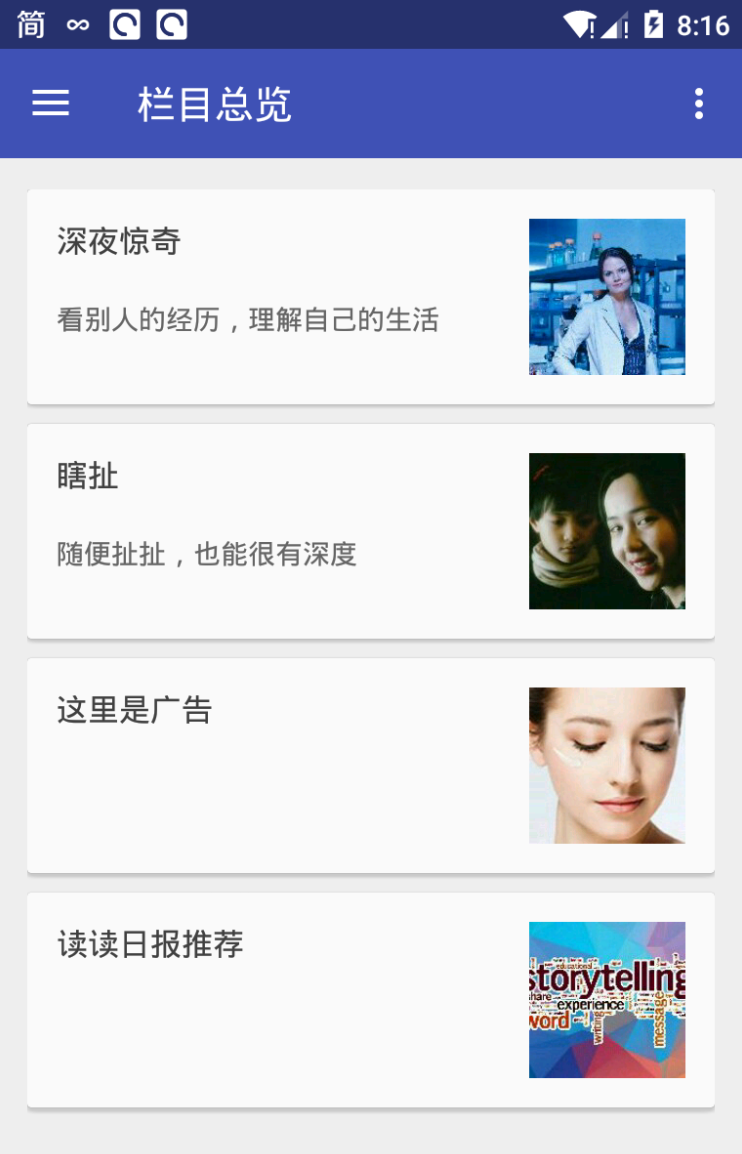 简 8:16
栏目总览
深夜惊奇
看别人的经历，理解自己的生活
瞎扯
随便扯扯，也能很有深度
这里是广告
读读日报推荐
educational
storytelling
share experience
word
writing
message